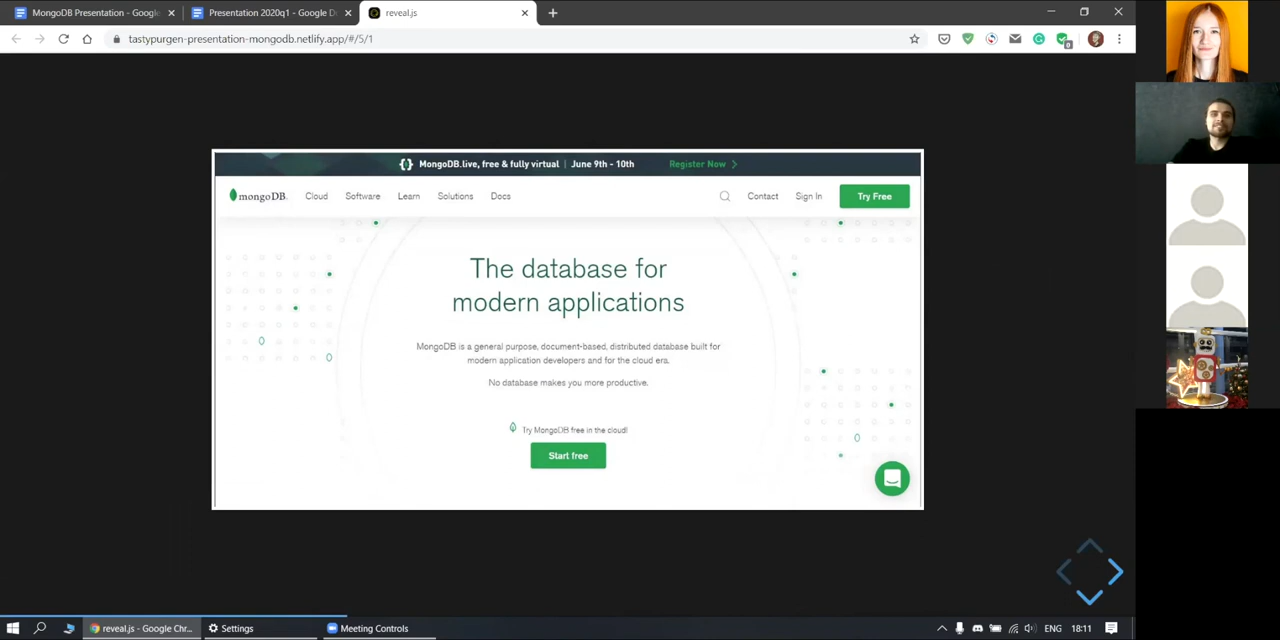 MongoDB Presentation - Google
Presentation 2020q1 - Google D
reveal.js
tastypurgen-presentation-mongodb.netlify.app/#/5/1
0
MongoDB.live, free & fully virtual | June 9th - 10th
Register Now
mongoDB.
Cloud
Software
Learn
Solutions
Docs
Contact
Sign In
Try Free
The database for
modern applications
MongoDB is a general purpose, document-based, distributed database built for
modern application developers and for the cloud era.
No database makes you more productive.
Try MongoDB free in the cloud!
Start free
reveal.js - Google Chr...
Settings
Meeting Controls
ENG
18:11